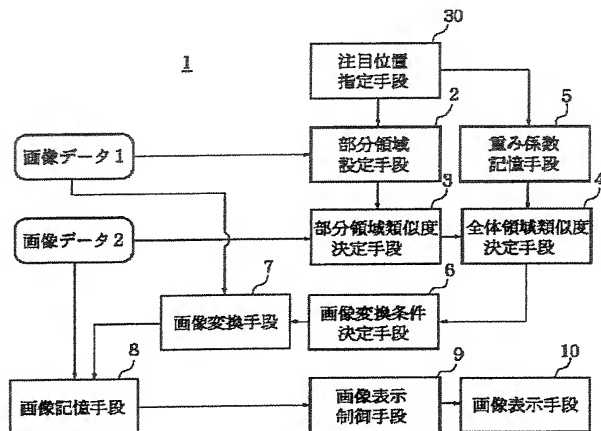 30
1
注目位置
指定手段
2
5
画像データ1
部分領域
設定手段
重み係数
記憶手段
3
4
画像データ2
部分領域類似度
決定手段
全体領域類似度
決定手段
7
6
画像変換手段
画像変換条件
決定手段
8
9
10
画像記憶手段
画像表示
制御手段
画像表示手段